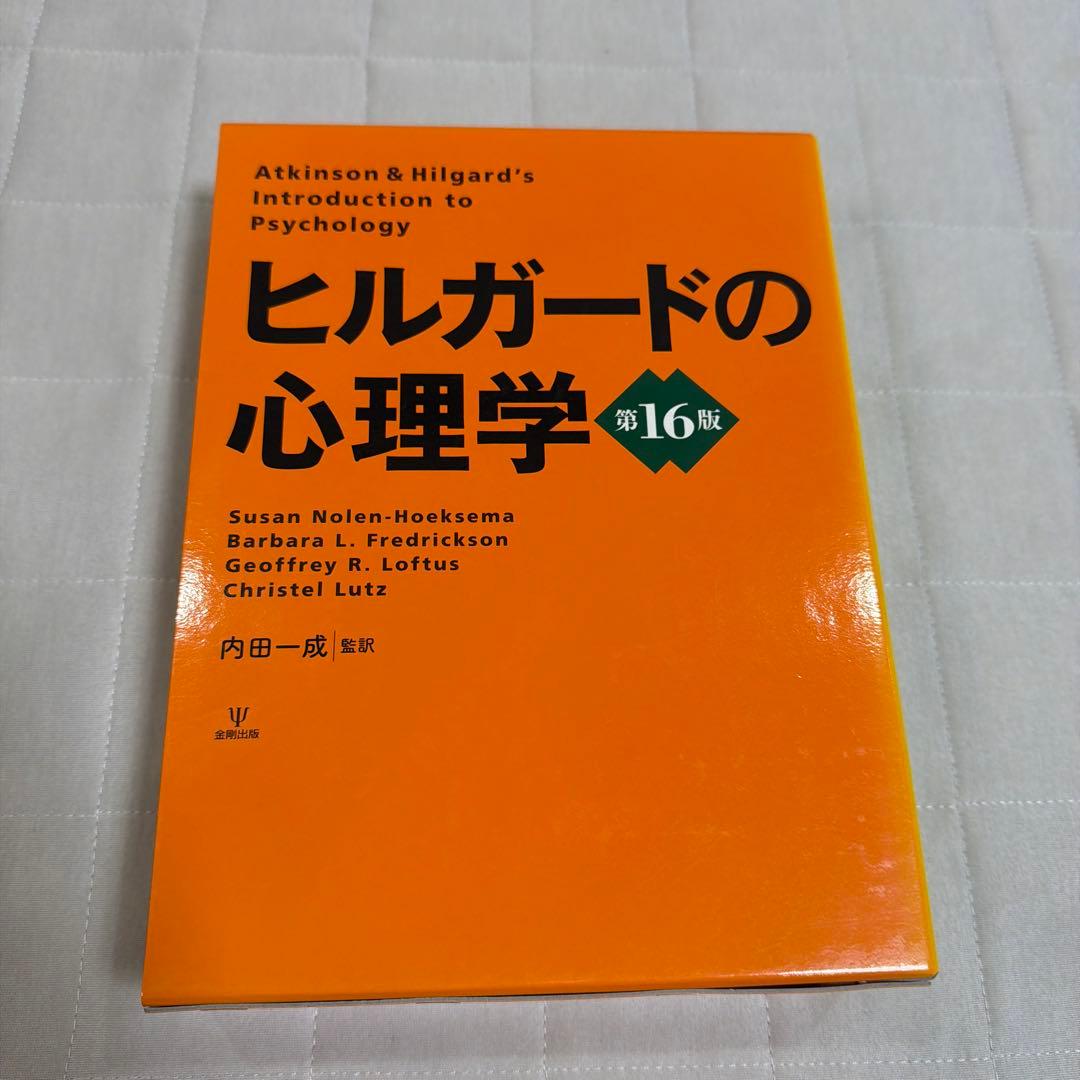 Atkinson & Hilgard's
Introduction to
Psychology
ヒルガードの
心理学
第16版
Susan Nolen-Hoeksema
Barbara L. Fredrickson
Geoffrey R. Loftus
Christel Lutz
内田一成|監訳
Ψ
金剛出版